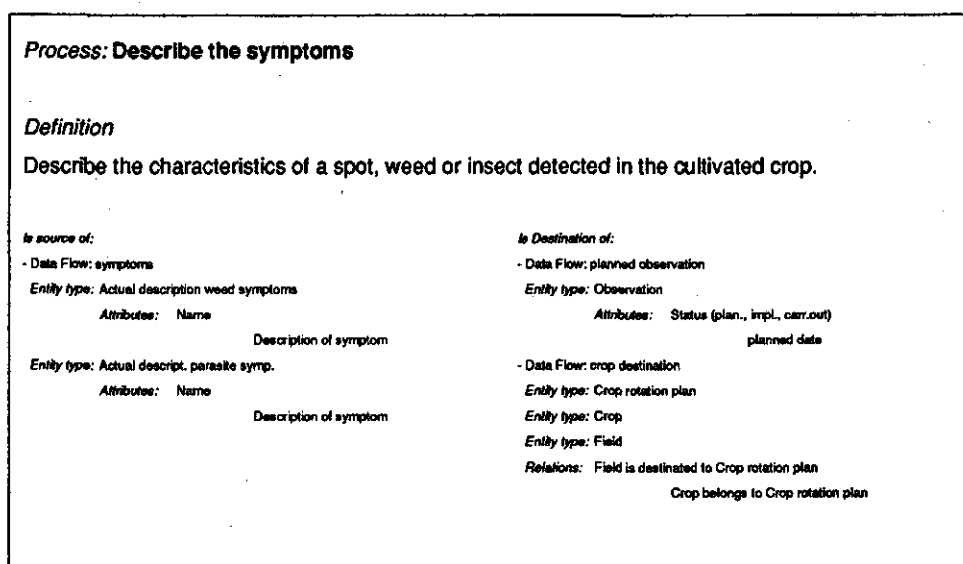 Process: Describe the symptoms
Definition
Describe the characteristics of a spot, weed or insect detected in the cultivated crop.
Is source of:
- Data Flow: symptoms
Entity type: Actual description weed symptoms
Attributes: Name
Description of symptom
Entity type: Actual descript. parasite symp.
Attributes: Name
Description of symptom
Is Destination of:
- Data Flow: planned observation
Entity type: Observation
Attributes: Status (plan., impl., carr.out)
planned date
- Data Flow: crop destination
Entity type: Crop rotation plan
Entity type: Crop
Entity type: Field
Relations: Field is destinated to Crop rotation plan
Crop belongs to Crop rotation plan